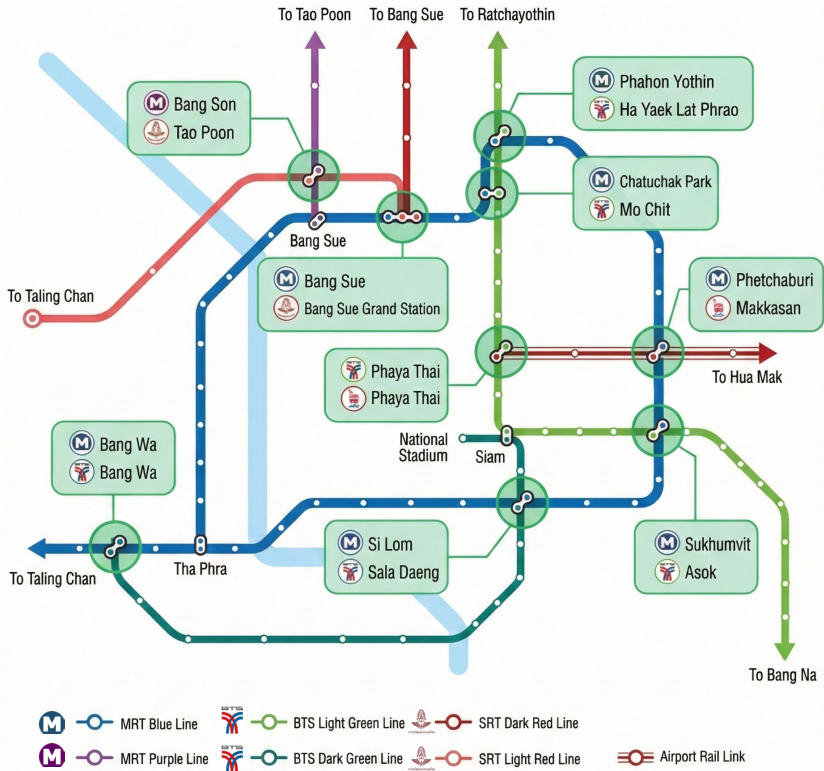 To Tao Poon
To Bang Sue
To Ratchayothin
Bang Son
Tao Poon
Phahon Yothin
Ha Yaek Lat Phrao
Chatuchak Park
Mo Chit
Bang Sue
Bang Sue
Bang Sue Grand Station
Phetchaburi
Makkasan
To Taling Chan
Phaya Thai
Phaya Thai
To Hua Mak
National
Stadium
Siam
Bang Wa
BTS
Bang Wa
To Taling Chan
Tha Phra
Si Lom
Sala Daeng
Sukhumvit
Asok
To Bang Na
M MRT Blue Line
BTS BTS Light Green Line
SRT Dark Red Line
M MRT Purple Line
BTS BTS Dark Green Line
SRT Light Red Line
Airport Rail Link